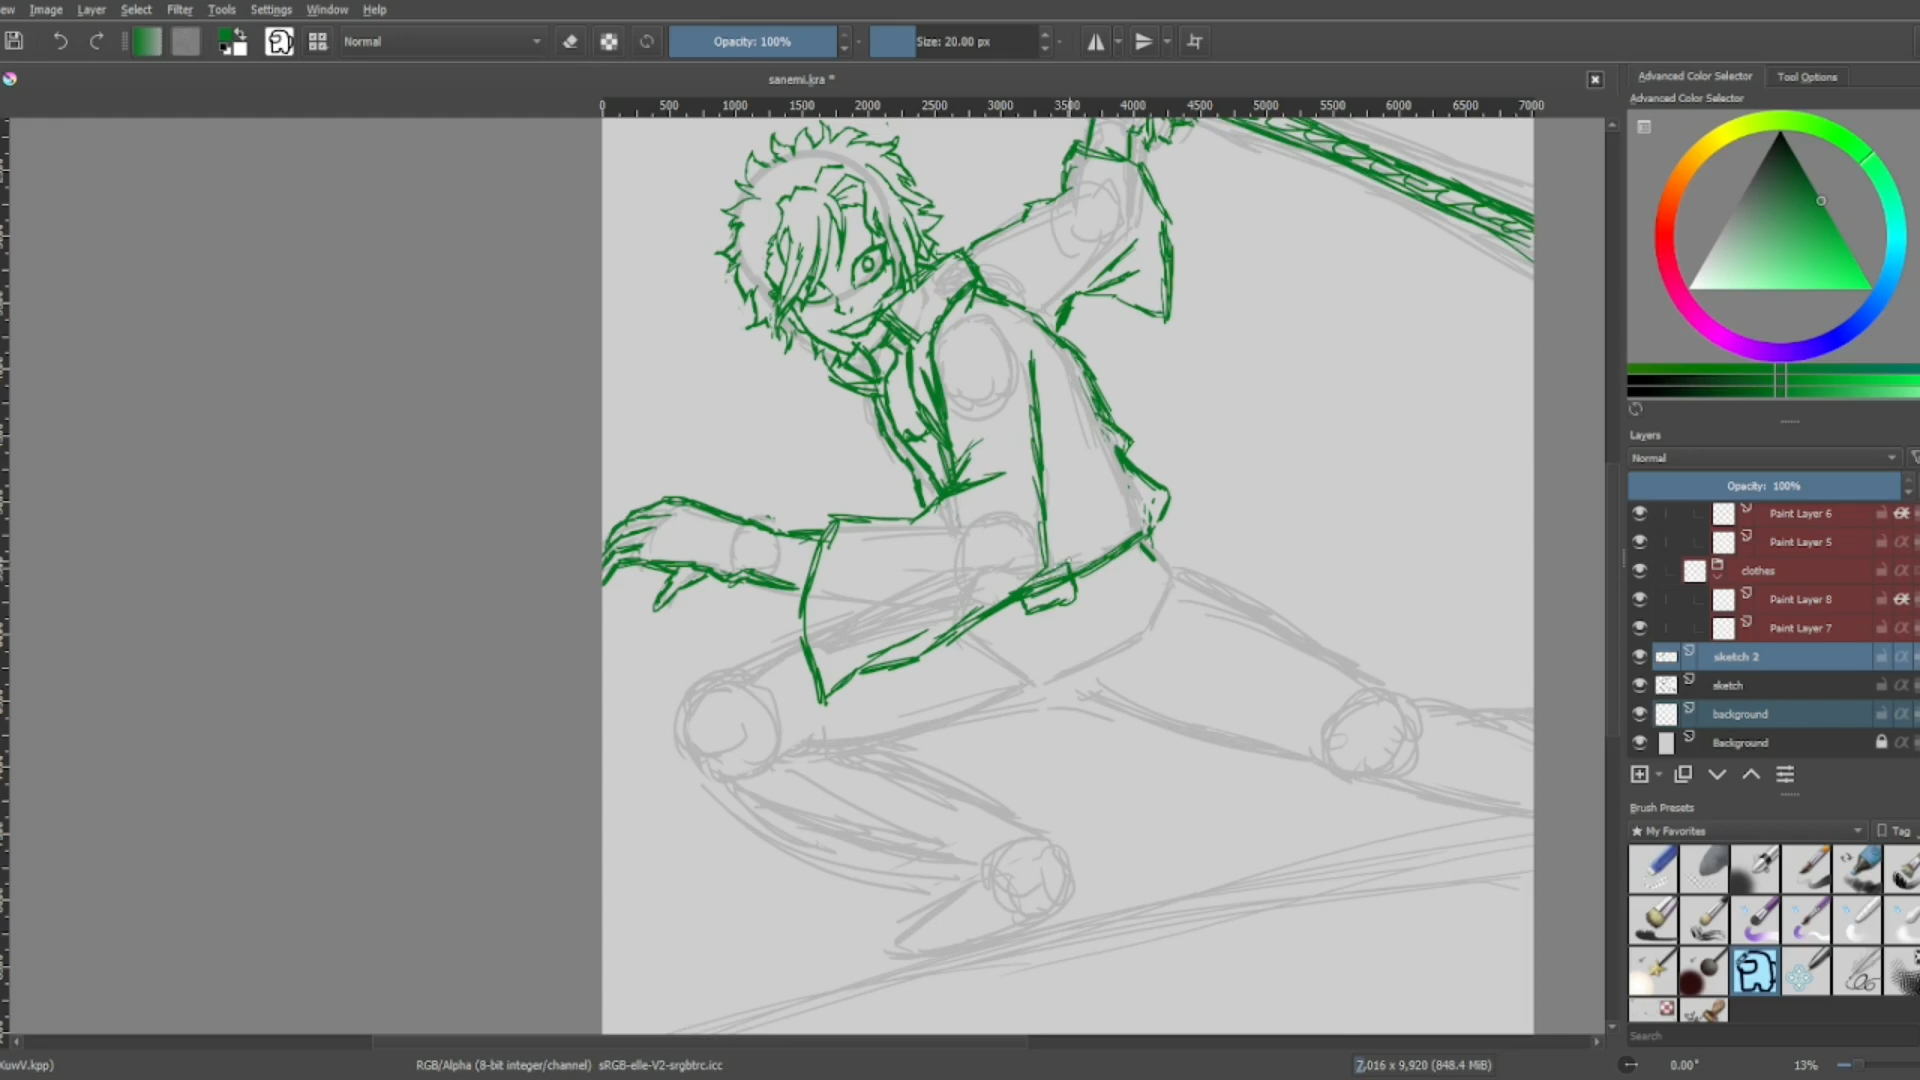 ew Image Layer Select Filter Tools Settings Window Help
Normal
Opacity: 100%
Size: 20.00 px
sanemi.kra *
Advanced Color Selector
Tool Options
Advanced Color Selector
0 500 1000 1500 2000 2500 3000 3500 4000 4500 5000 5500 6000 6500 7000
Layers
Normal
Opacity: 100%
Paint Layer 6
Paint Layer 5
clothes
Paint Layer 8
Paint Layer 7
sketch 2
sketch
background
Background
Brush Presets
My Favorites
Tag
Search
XuwV.kpp)
RGB/Alpha (8-bit integer/channel) sRGB-elle-V2-srgbtrc.icc
7,016 x 9,920 (848.4 MiB)
0.00°
13%